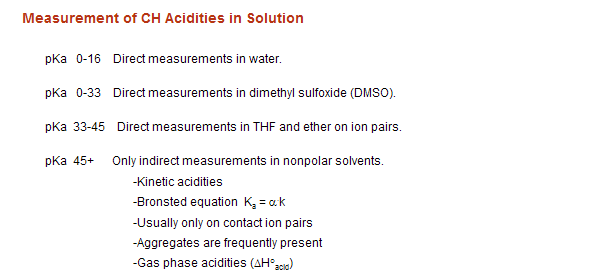 Measurement of CH Acidities in Solution
pKa 0-16 Direct measurements in water.
pKa 0-33 Direct measurements in dimethyl sulfoxide (DMSO).
pKa 33-45 Direct measurements in THF and ether on ion pairs.
pKa 45+ Only indirect measurements in nonpolar solvents.
-Kinetic acidities
-Bronsted equation Kₐ = α·k
-Usually only on contact ion pairs
-Aggregates are frequently present
-Gas phase acidities (ΔH°acid)